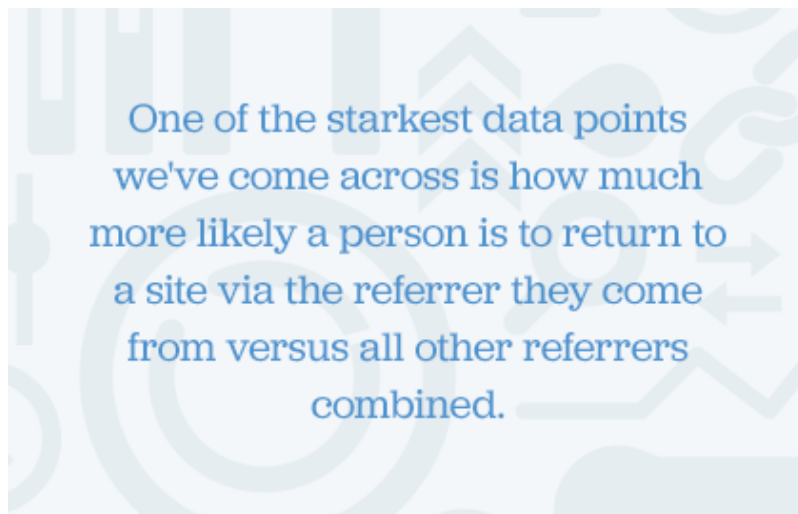 One of the starkest data points
we've come across is how much
more likely a person is to return to
a site via the referrer they come
from versus all other referrers
combined.